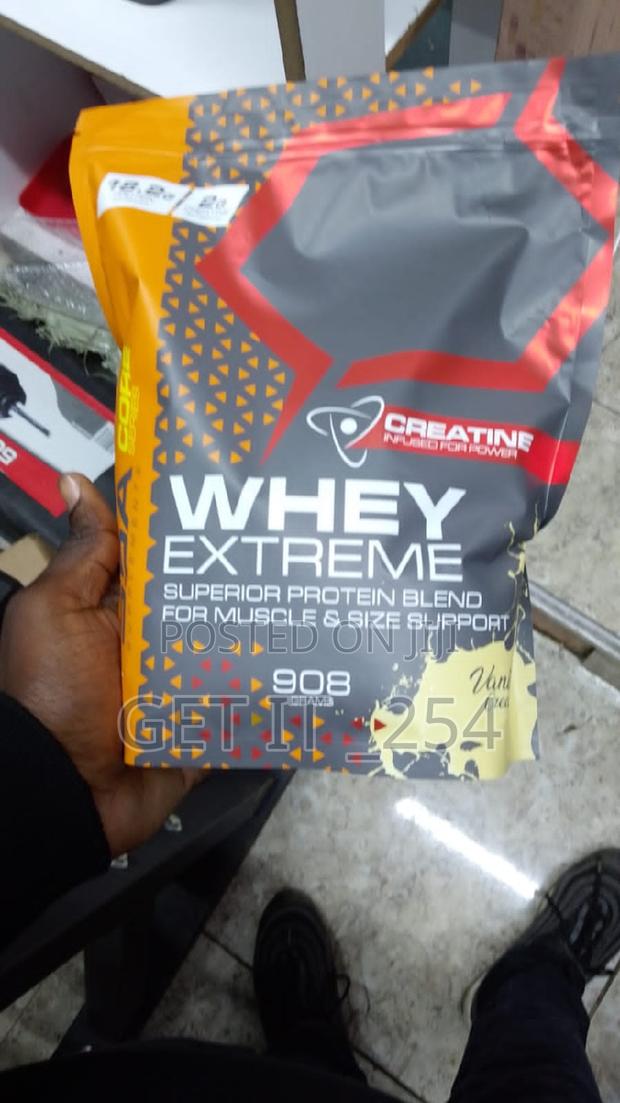 18.2g
2g
CREATINE
INFUSED FOR POWER
WHEY
EXTREME
SUPERIOR PROTEIN BLEND
FOR MUSCLE & SIZE SUPPORT
POSTED ON JIJI
908
GRAMS
GET IT_254